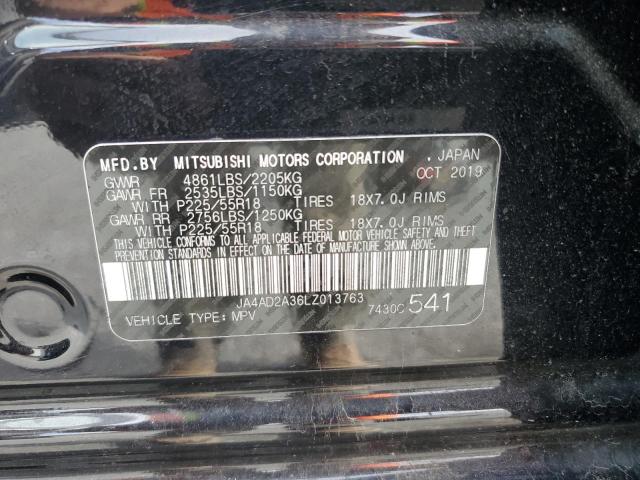 MFD.BY MITSUBISHI MOTORS CORPORATION . JAPAN
GVWR 4861LBS/2205KG OCT 2019
GAWR FR 2535LBS/1150KG
WITH P225/55R18 TIRES 18X7.0J RIMS
GAWR RR 2756LBS/1250KG
WITH P225/55R18 TIRES 18X7.0J RIMS
THIS VEHICLE CONFORMS TO ALL APPLICABLE FEDERAL MOTOR VEHICLE SAFETY AND THEFT
PREVENTION STANDARDS IN EFFECT ON THE DATE OF MANUFACTURE SHOWN ABOVE.
JA4AD2A36LZ013763
VEHICLE TYPE:MPV 7430C541